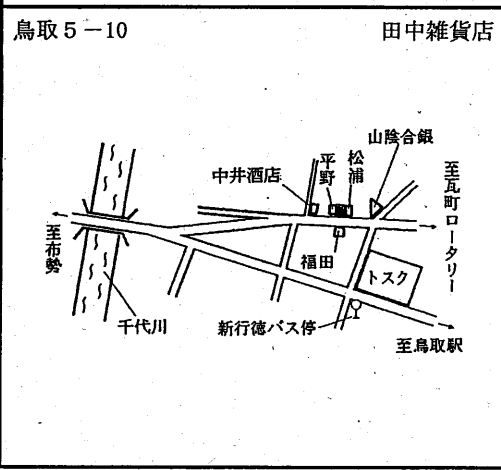 鳥取5-10
田中雑貨店
山陰合銀
松浦
平野
中井酒店
至瓦町ロータリー
至布勢
福田
トスク
千代川
新行徳バス停
至鳥取駅